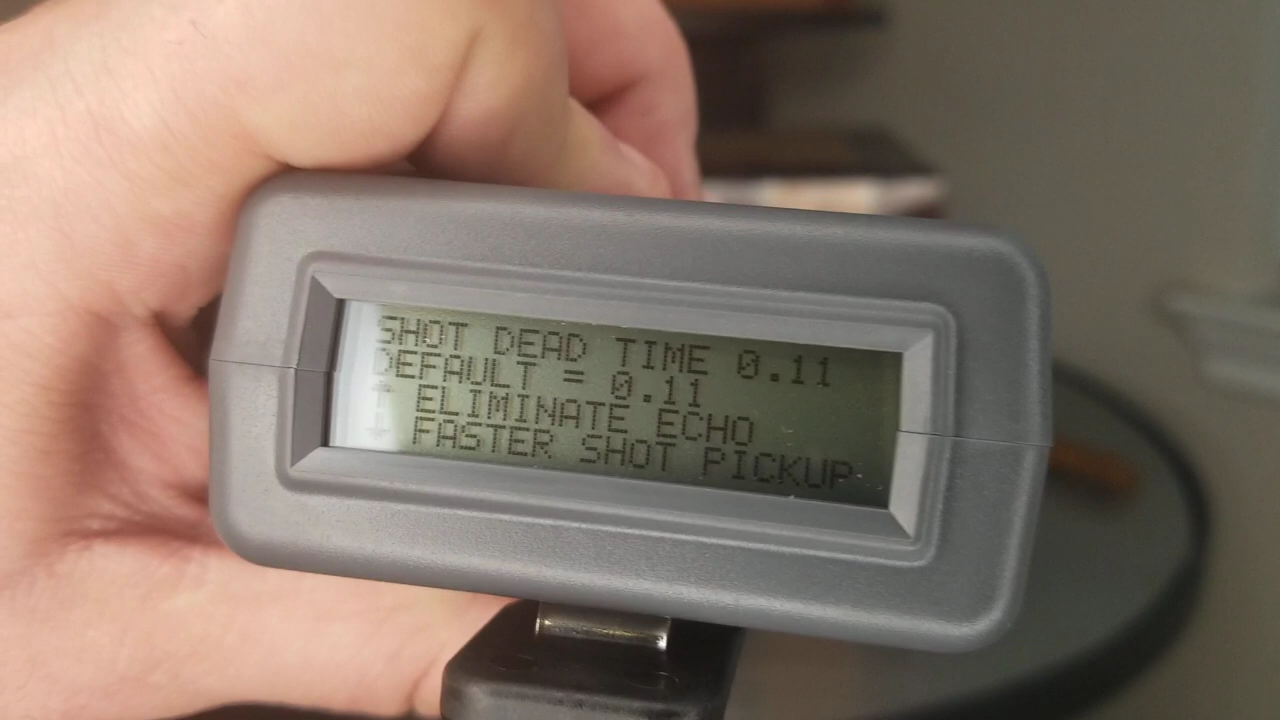 SHOT DEAD TIME 0.11
DEFAULT = 0.11
↑ ELIMINATE ECHO
↓ FASTER SHOT PICKUP